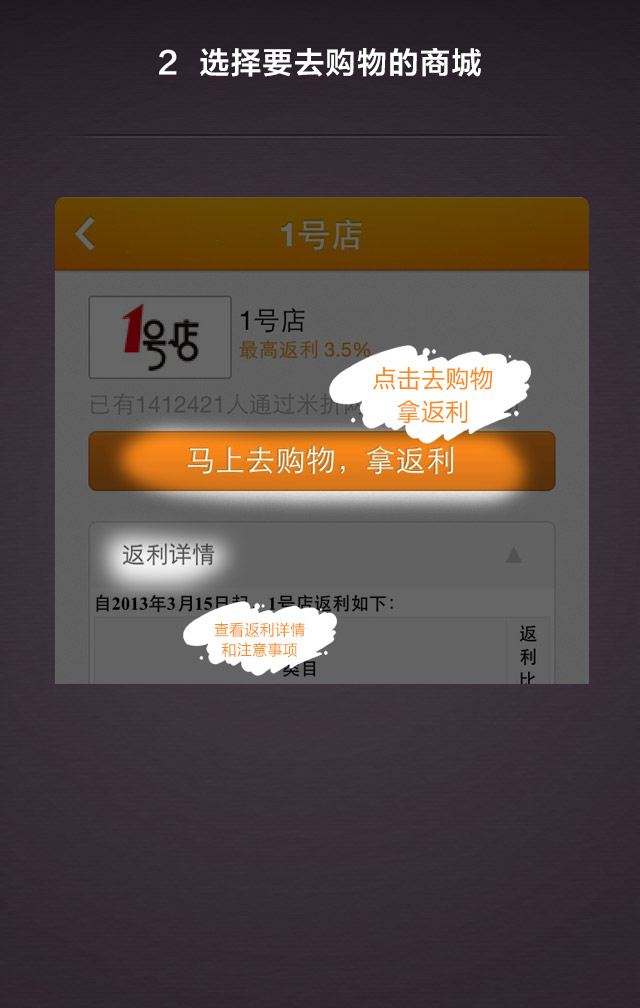 2 选择要去购物的商城
1号店
1号店
1号店
最高返利 3.5%
点击去购物
拿返利
已有1412421人通过米折
马上去购物，拿返利
返利详情
自2013年3月15日起，1号店返利如下：
查看返利详情
和注意事项
类目
返
利
比